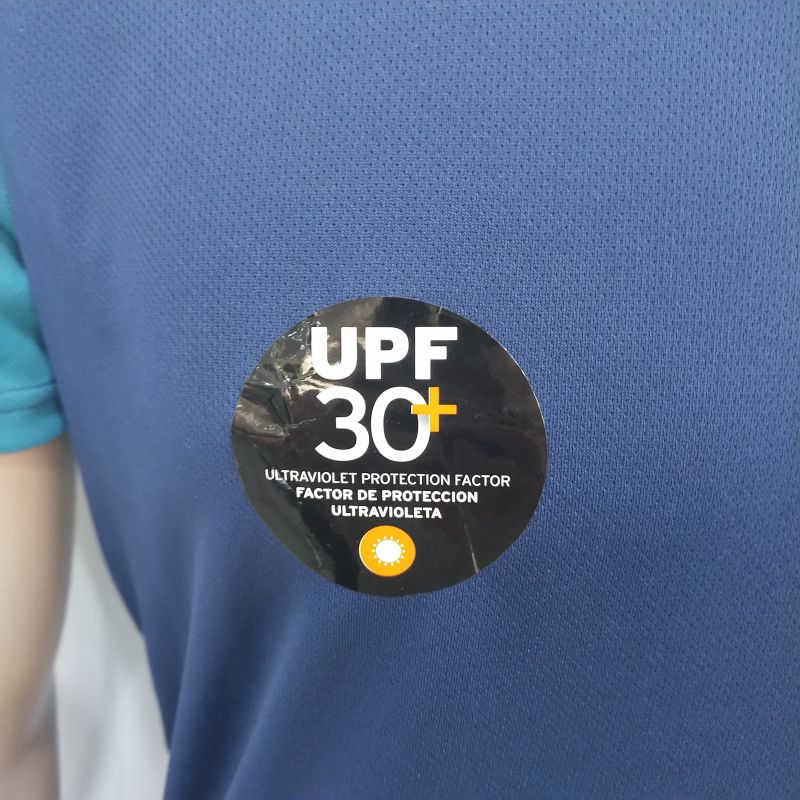 UPF
30+
ULTRAVIOLET PROTECTION FACTOR
FACTOR DE PROTECCION
ULTRAVIOLETA